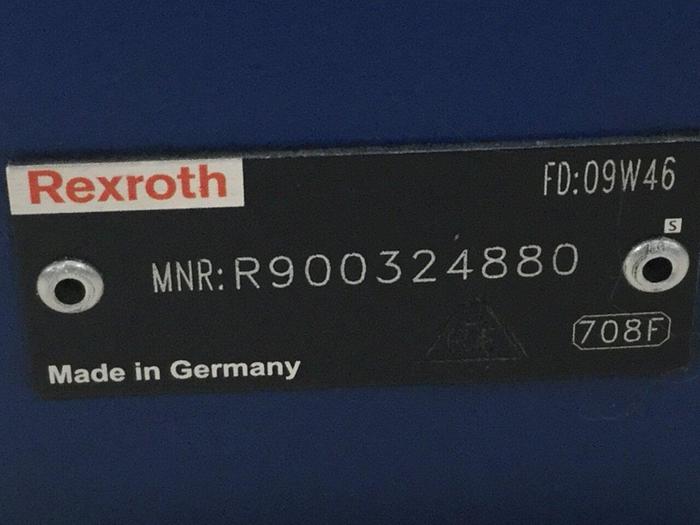 Rexroth
FD:09W46
S
MNR:R900324880
708F
Made in Germany